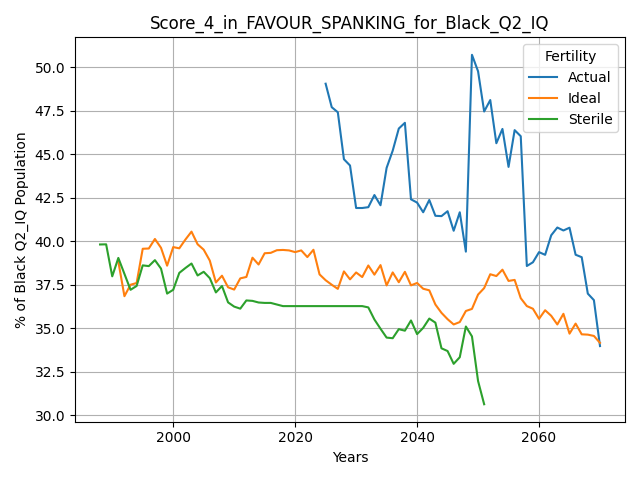 Score_4_in_FAVOUR_SPANKING_for_Black_Q2_IQ
% of Black Q2_IQ Population
50.0
47.5
45.0
42.5
40.0
37.5
35.0
32.5
30.0
Fertility
Actual
Ideal
Sterile
2000
2020
2040
2060
Years